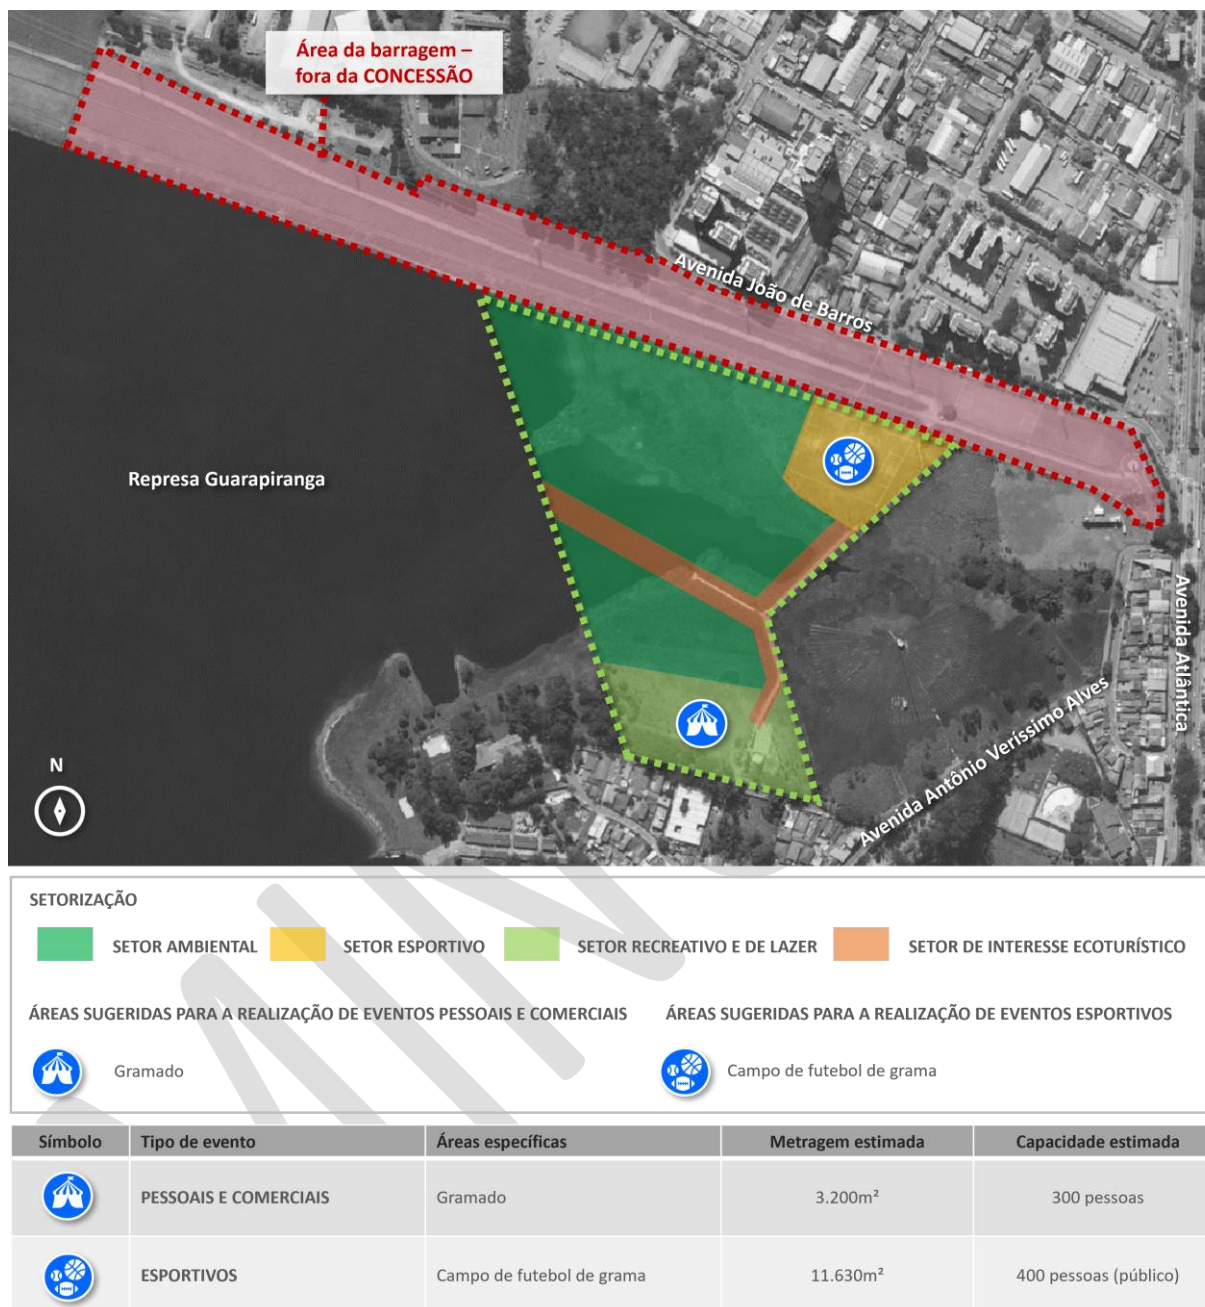 Área da barragem –
fora da CONCESSÃO
Avenida João de Barros
Represa Guarapiranga
Avenida Atlântica
Avenida Antônio Veríssimo Alves
N
SETORIZAÇÃO
SETOR AMBIENTAL SETOR ESPORTIVO SETOR RECREATIVO E DE LAZER SETOR DE INTERESSE ECOTURÍSTICO
ÁREAS SUGERIDAS PARA A REALIZAÇÃO DE EVENTOS PESSOAIS E COMERCIAIS ÁREAS SUGERIDAS PARA A REALIZAÇÃO DE EVENTOS ESPORTIVOS
Gramado Campo de futebol de grama
Símbolo Tipo de evento Áreas específicas Metragem estimada Capacidade estimada
PESSOAIS E COMERCIAIS Gramado 3.200m² 300 pessoas
ESPORTIVOS Campo de futebol de grama 11.630m² 400 pessoas (público)